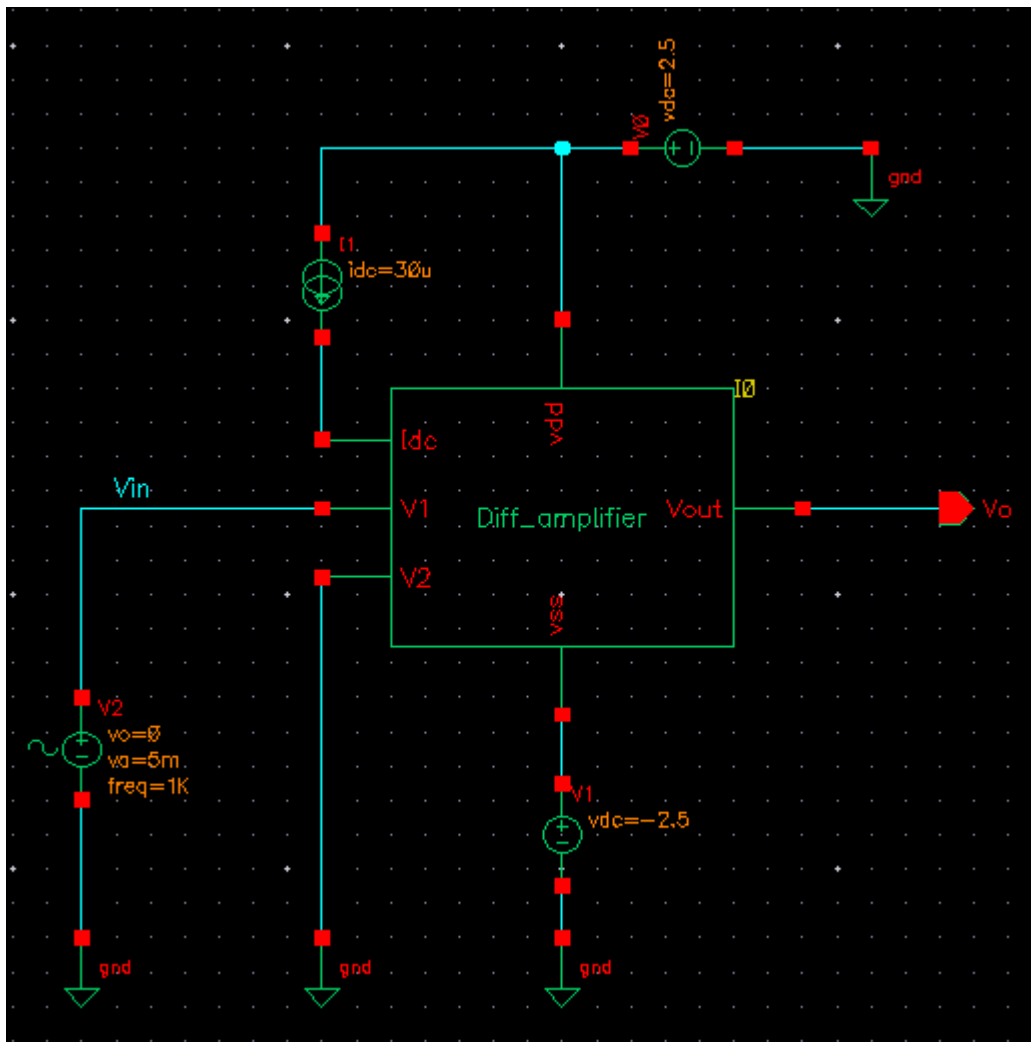 vdc=2.5
V0
gnd
I1
idc=30u
I0
vdd
Idc
Vin
V1
Diff_amplifier
Vout
Vo
V2
vss
V2
vo=0
va=5m
freq=1K
V1
vdc=-2.5
gnd
gnd
gnd